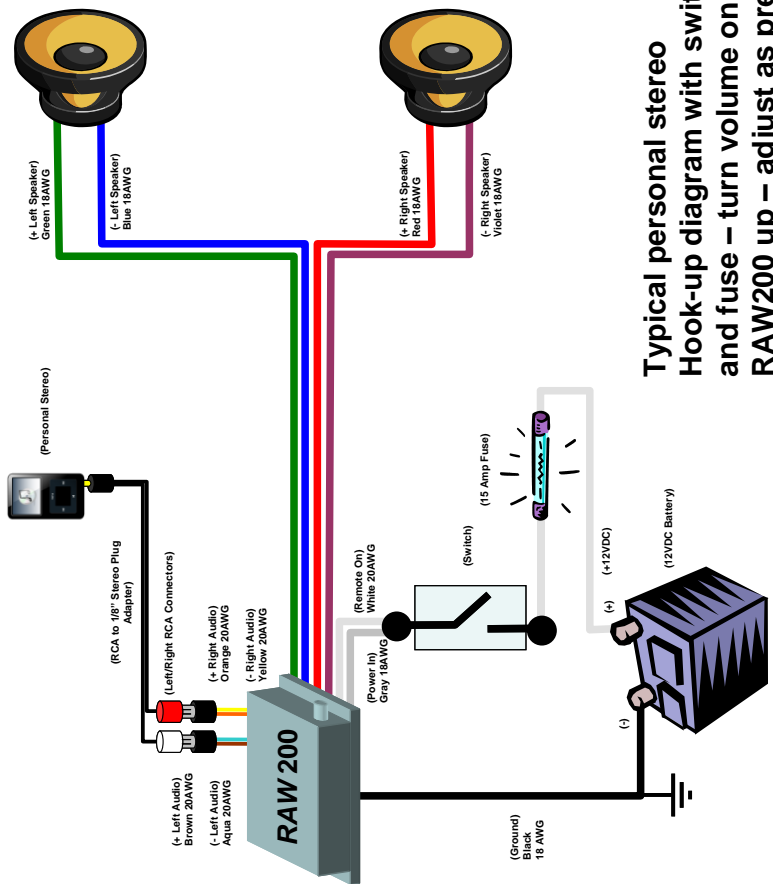 (+ Left Speaker)
Green 18AWG
(- Left Speaker)
Blue 18AWG
(+ Right Speaker)
Red 18AWG
(- Right Speaker)
Violet 18AWG
(Personal Stereo)
(RCA to 1/8" Stereo Plug
Adapter)
(Left/Right RCA Connectors)
(+ Right Audio)
Orange 20AWG
(- Right Audio)
Yellow 20AWG
(+ Left Audio)
Brown 20AWG
(- Left Audio)
Aqua 20AWG
RAW 200
(Remote On)
White 20AWG
(Power In)
Gray 18AWG
(Switch)
(15 Amp Fuse)
(+12VDC)
(12VDC Battery)
(+)
(-)
(Ground)
Black
18 AWG
Typical personal stereo
Hook-up diagram with swit
and fuse – turn volume on
RAW200 up – adjust as pre